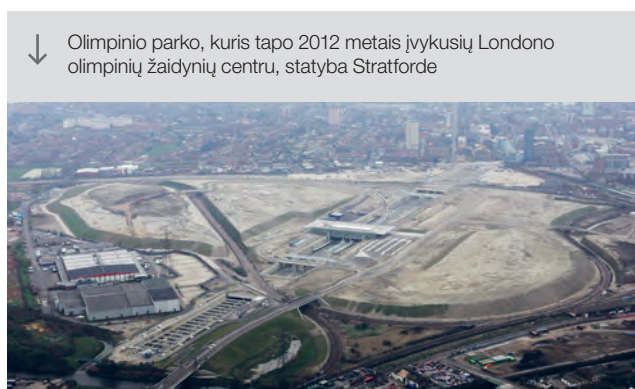 Olimpinio parko, kuris tapo 2012 metais įvykusių Londono
olimpinių žaidynių centru, statyba Stratforde